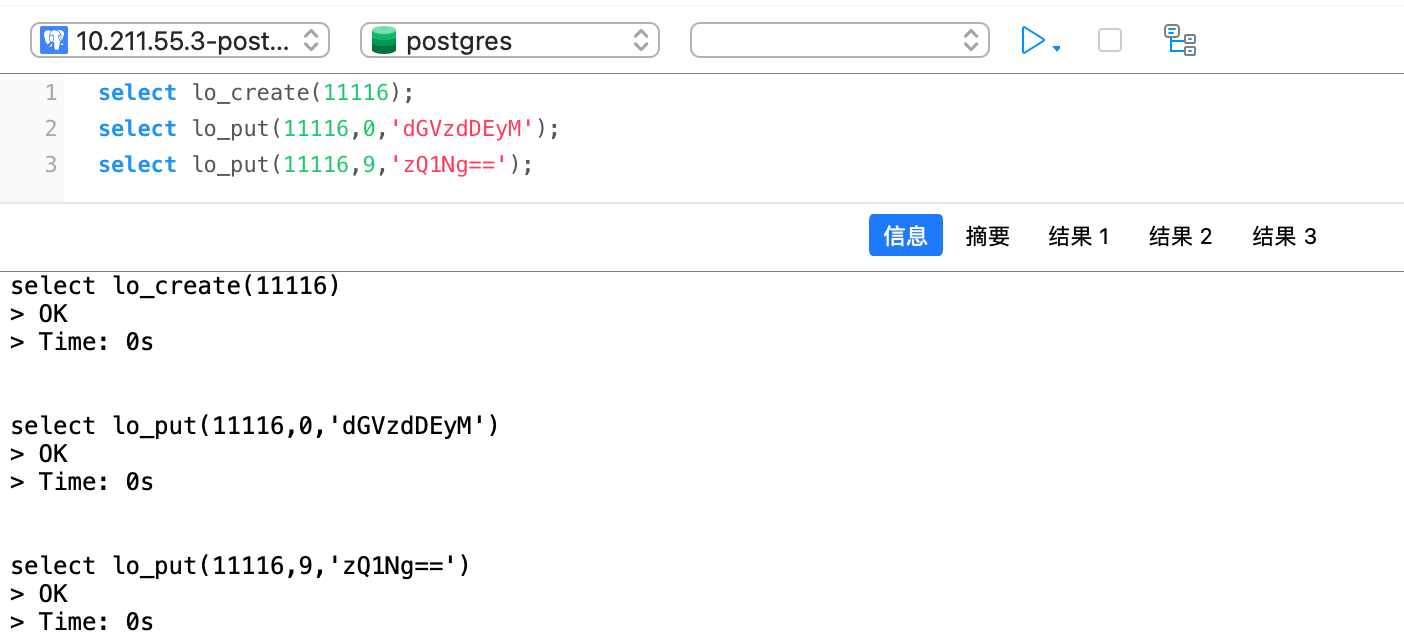 10.211.55.3-post... postgres
1 select lo_create(11116);
2 select lo_put(11116,0,'dGVzdDEyM');
3 select lo_put(11116,9,'zQ1Ng==');
信息 摘要 结果 1 结果 2 结果 3
select lo_create(11116)
> OK
> Time: 0s
select lo_put(11116,0,'dGVzdDEyM')
> OK
> Time: 0s
select lo_put(11116,9,'zQ1Ng==')
> OK
> Time: 0s